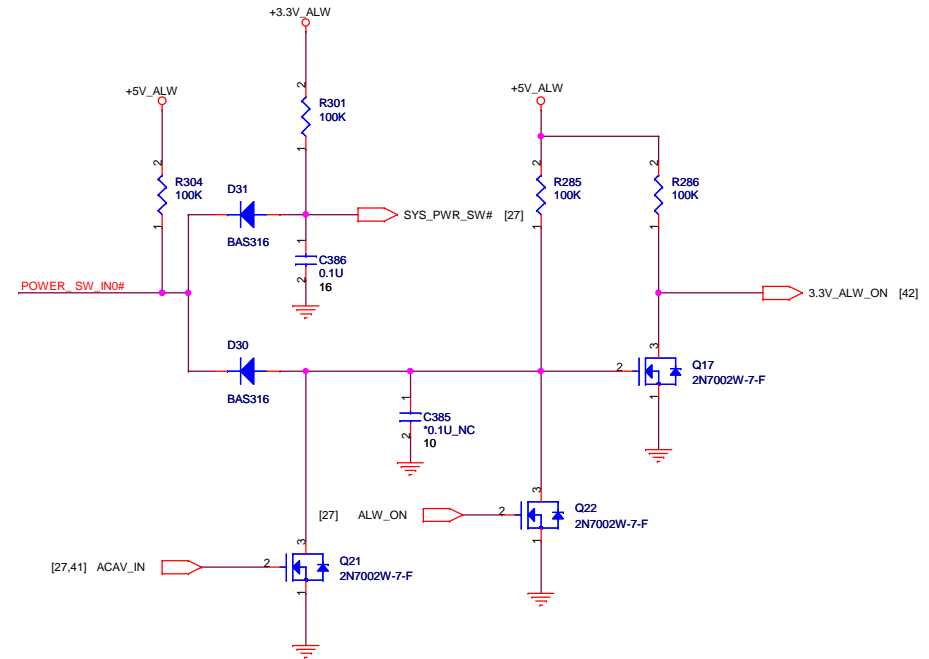 +3.3V_ALW
+5V_ALW
+5V_ALW
2
R301
100K
1
2
R304
100K
1
2
R285
100K
2
R286
100K
1
D31
BAS316
SYS_PWR_SW# [27]
1
C386
0.1U
16
2
POWER_ SW_IN0#
3.3V_ALW_ON [42]
D30
BAS316
3
2
Q17
2N7002W-7-F
1
1
C385
*0.1U_NC
10
2
[27] ALW_ON
3
2
Q22
2N7002W-7-F
1
[27,41] ACAV_IN
3
2
Q21
2N7002W-7-F
1